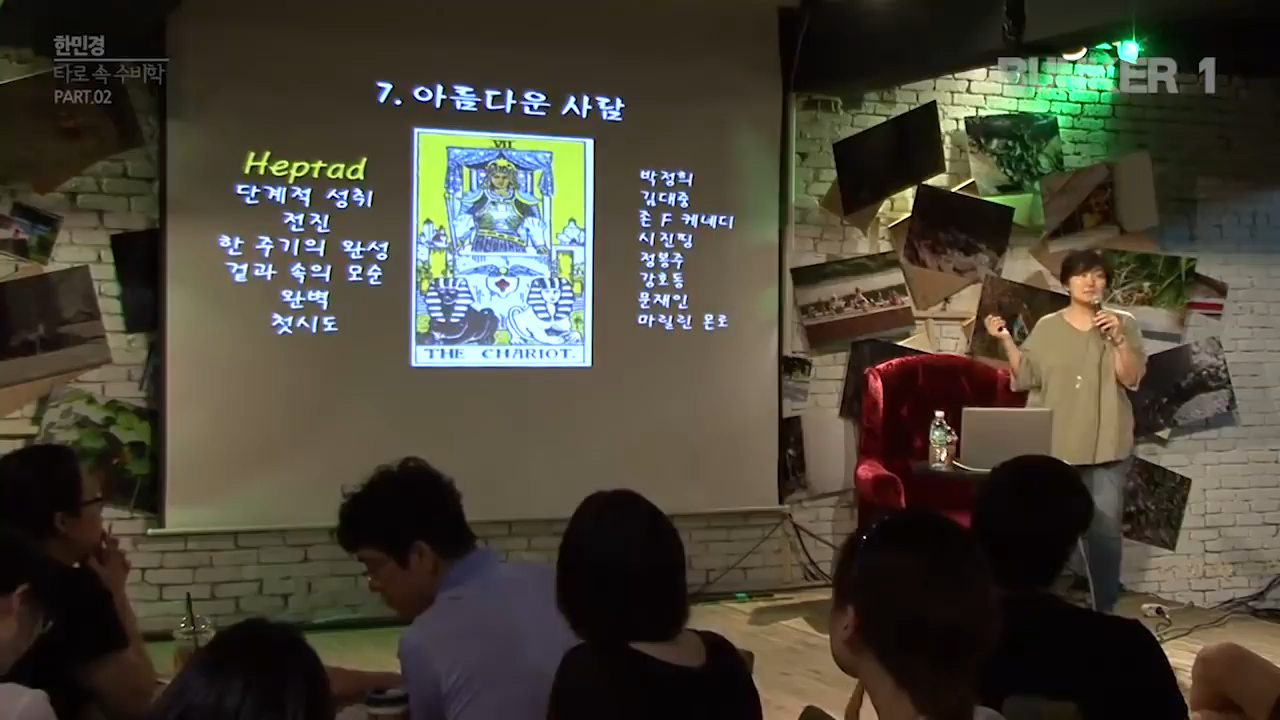 한민경
타로 속 수비학
PART.02
BUNKER 1
7. 아름다운 사람
Heptad
단계적 성취
전진
한 주기의 완성
겉과 속의 모순
완벽
첫시도
VII
THE CHARIOT.
박정희
김대중
존 F 케네디
시진핑
정봉주
강호동
문재인
마릴린 몬로